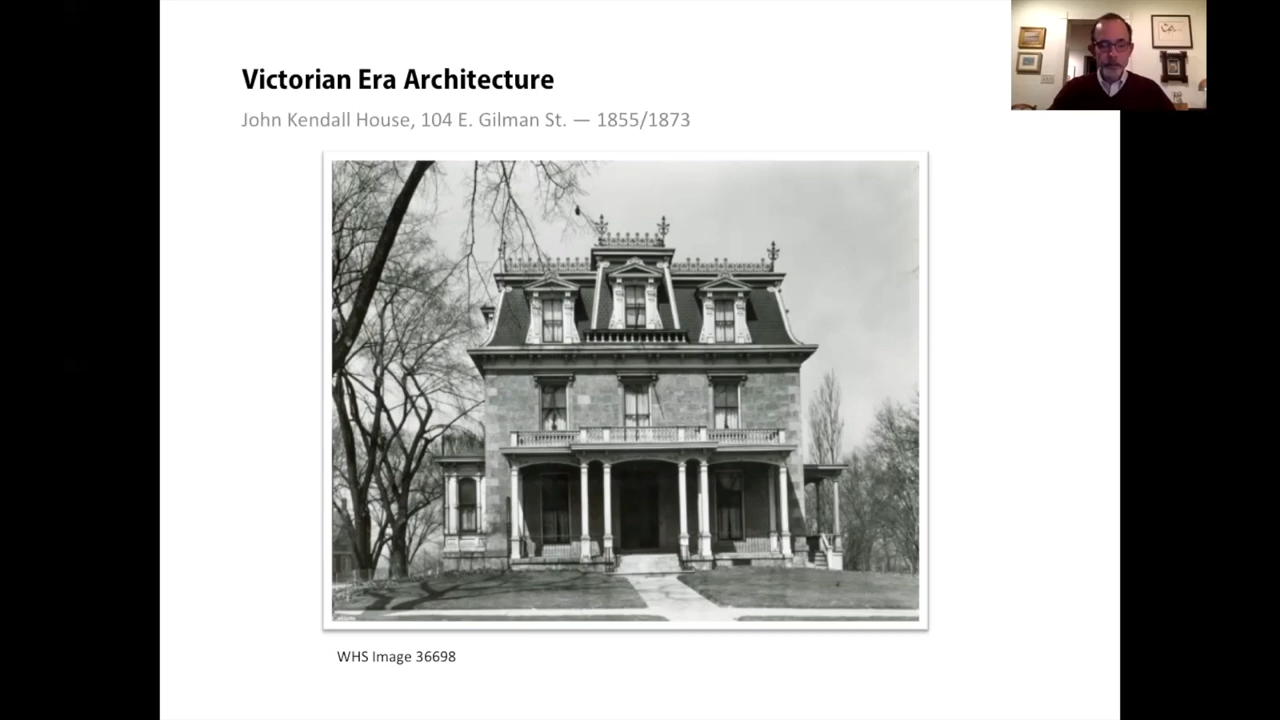 Victorian Era Architecture
John Kendall House, 104 E. Gilman St. — 1855/1873
WHS Image 36698